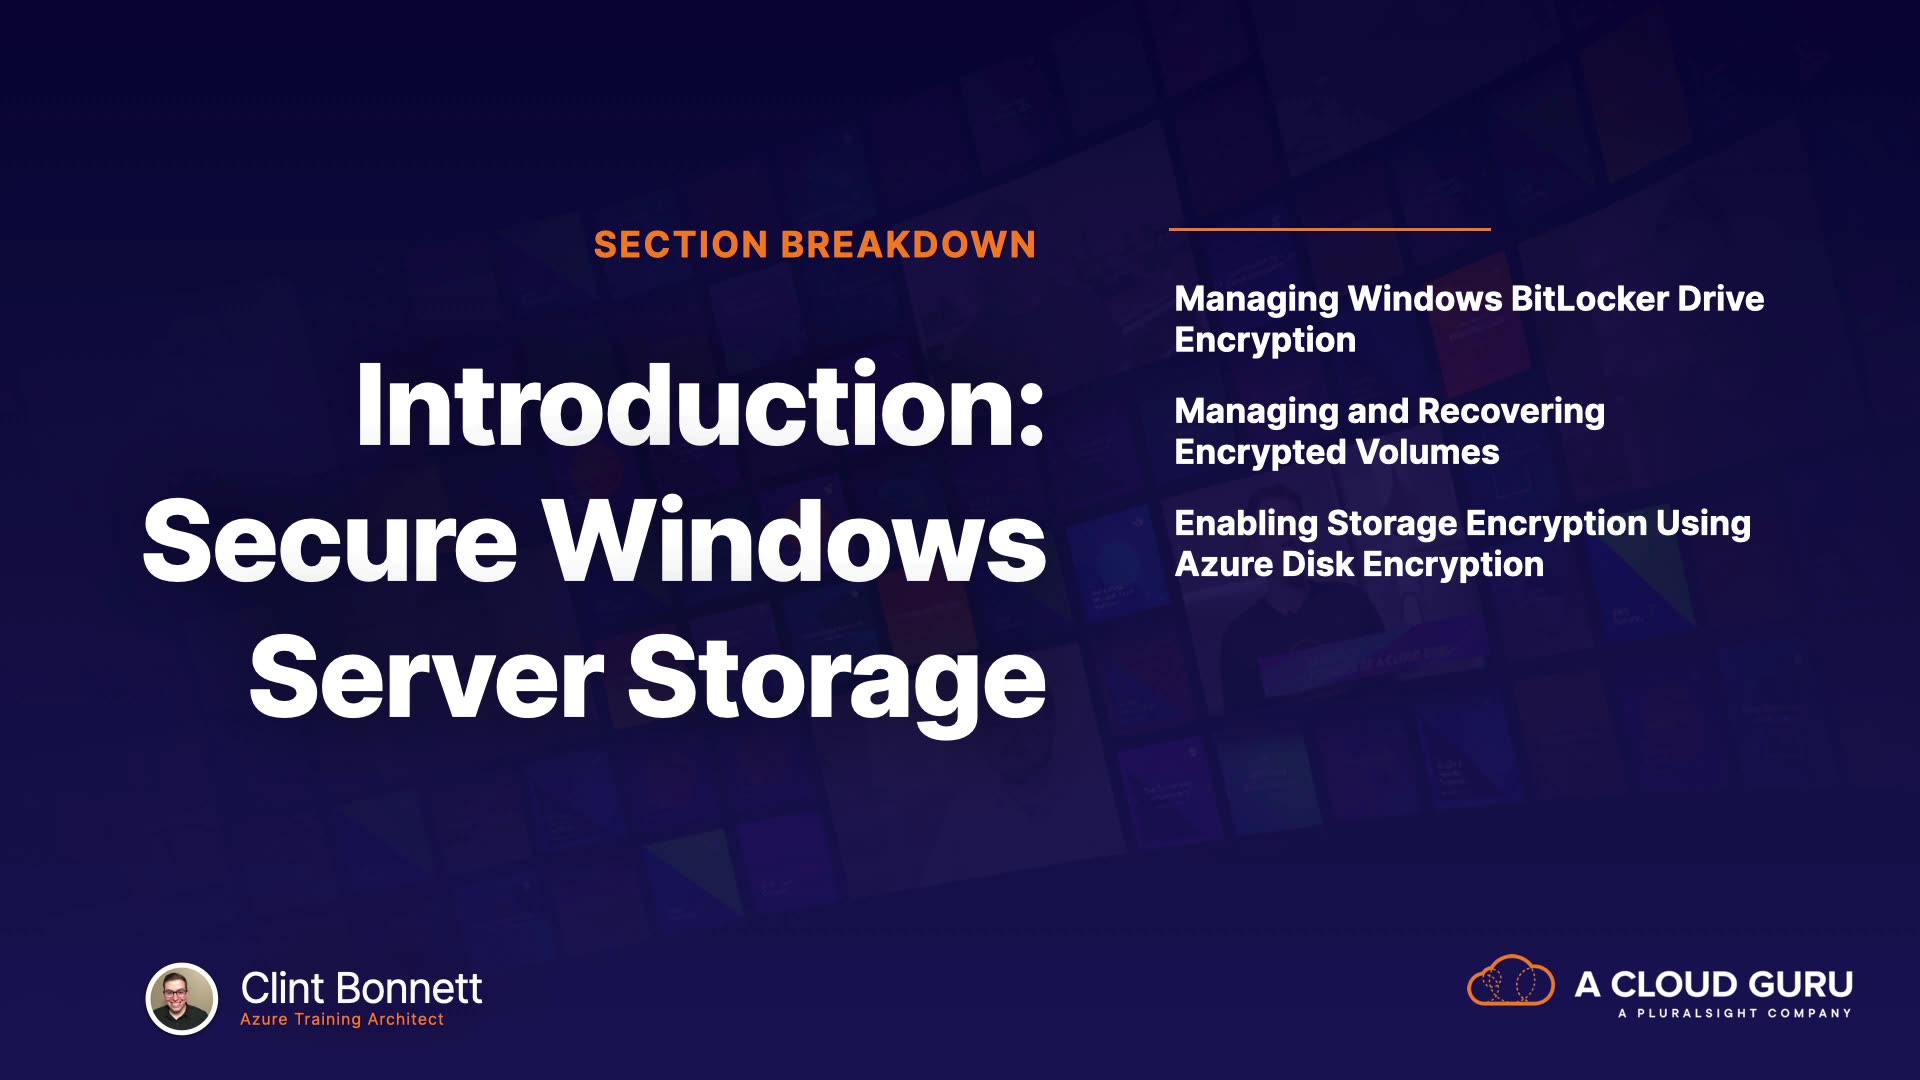 SECTION BREAKDOWN
Introduction:
Secure Windows
Server Storage
Managing Windows BitLocker Drive
Encryption
Managing and Recovering
Encrypted Volumes
Enabling Storage Encryption Using
Azure Disk Encryption
Clint Bonnett
Azure Training Architect
A CLOUD GURU
A PLURALSIGHT COMPANY